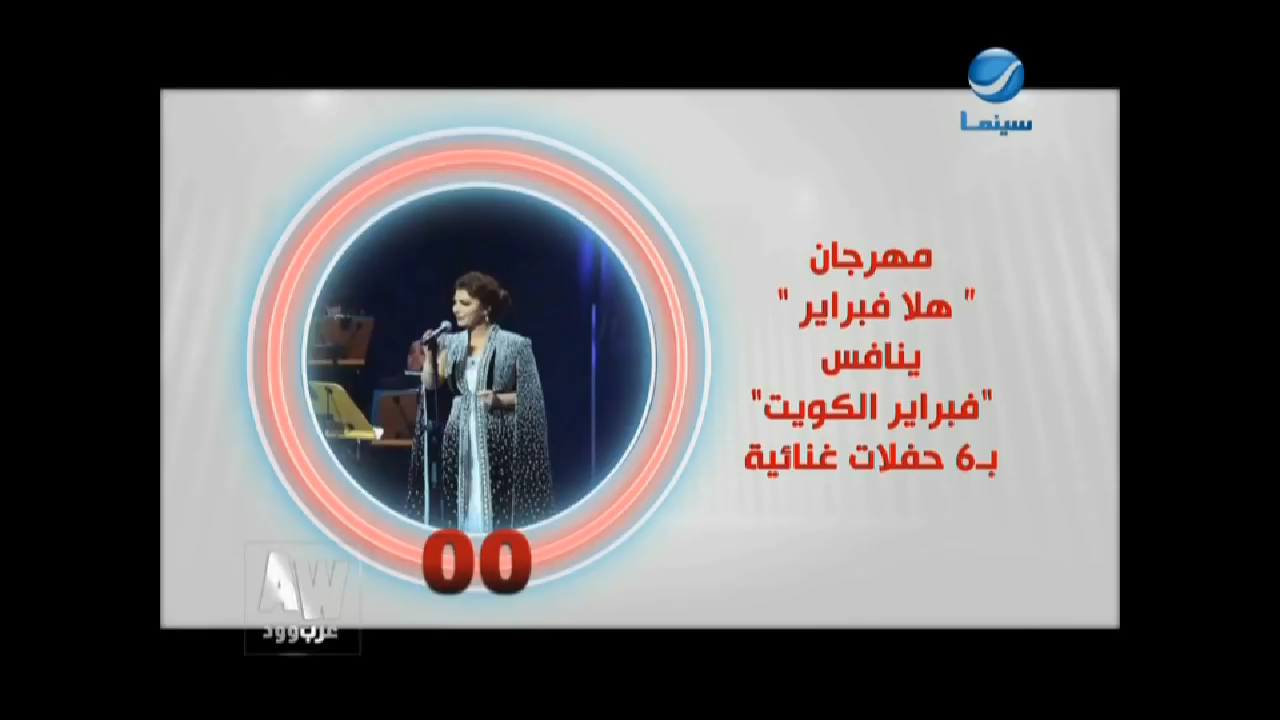 سينما
مهرجان
" هلا فبراير "
ينافس
"فبراير الكويت"
بـ6 حفلات غنائية
00
AW
عرب وود